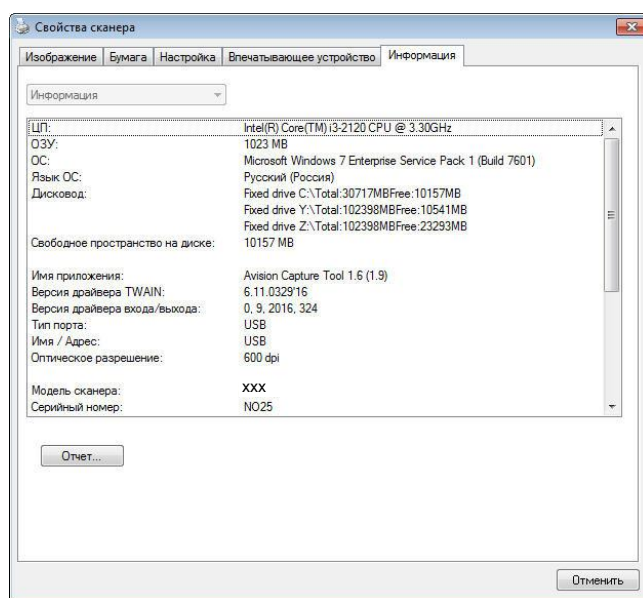 Свойства сканера
Изображение Бумага Настройка Впечатывающее устройство Информация
Информация
ЦП: Intel(R) Core(TM) i3-2120 CPU @ 3.30GHz
ОЗУ: 1023 MB
ОС: Microsoft Windows 7 Enterprise Service Pack 1 (Build 7601)
Язык ОС: Русский (Россия)
Дисковод: Fixed drive C:\Total:30717MBFree:10157MB
Fixed drive Y:\Total:102398MBFree:10541MB
Fixed drive Z:\Total:102398MBFree:23293MB
Свободное пространство на диске: 10157 MB
Имя приложения: Avision Capture Tool 1.6 (1.9)
Версия драйвера TWAIN: 6.11.0329'16
Версия драйвера входа/выхода: 0, 9, 2016, 324
Тип порта: USB
Имя / Адрес: USB
Оптическое разрешение: 600 dpi
Модель сканера: XXX
Серийный номер: NO25
Отчет...
Отменить